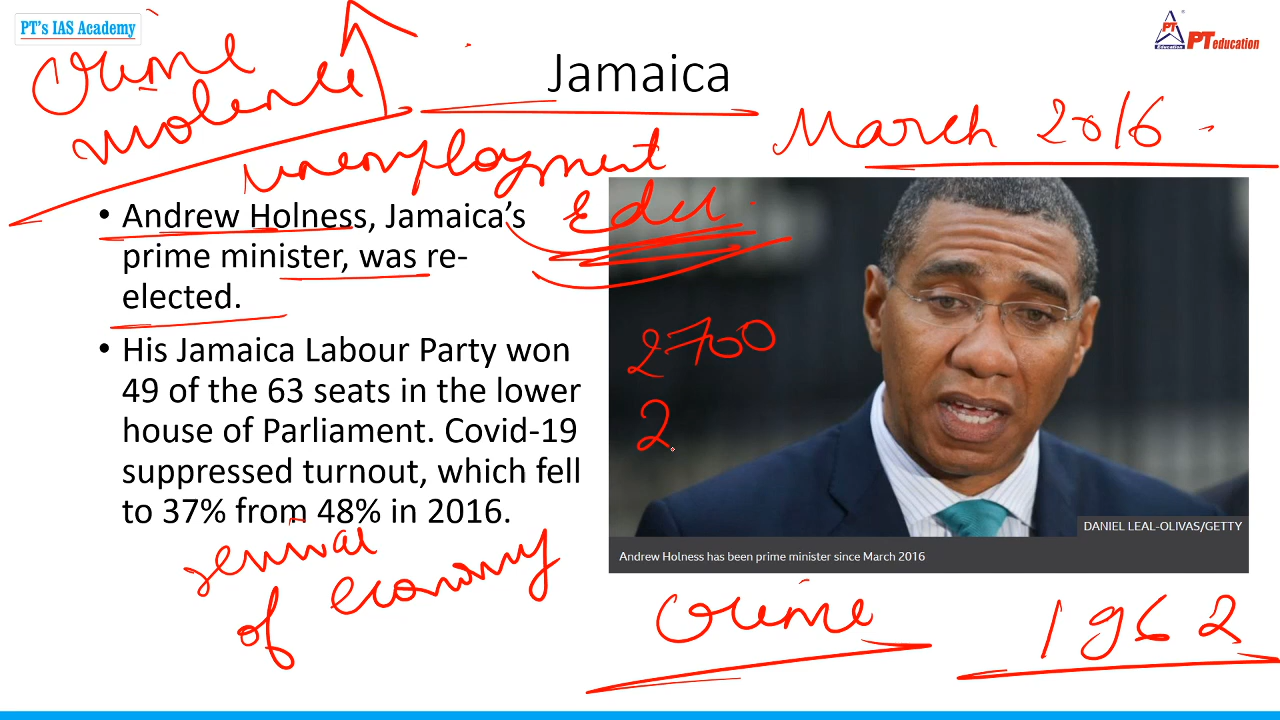 PT's IAS Academy
PT education
Education
Jamaica
crime
violence
unemployment
March 2016
• Andrew Holness, Jamaica's
prime minister, was re-
elected.
• His Jamaica Labour Party won
49 of the 63 seats in the lower
house of Parliament. Covid-19
suppressed turnout, which fell
to 37% from 48% in 2016.
2700
2
revival
of economy
DANIEL LEAL-OLIVAS/GETTY
Andrew Holness has been prime minister since March 2016
crime
1962